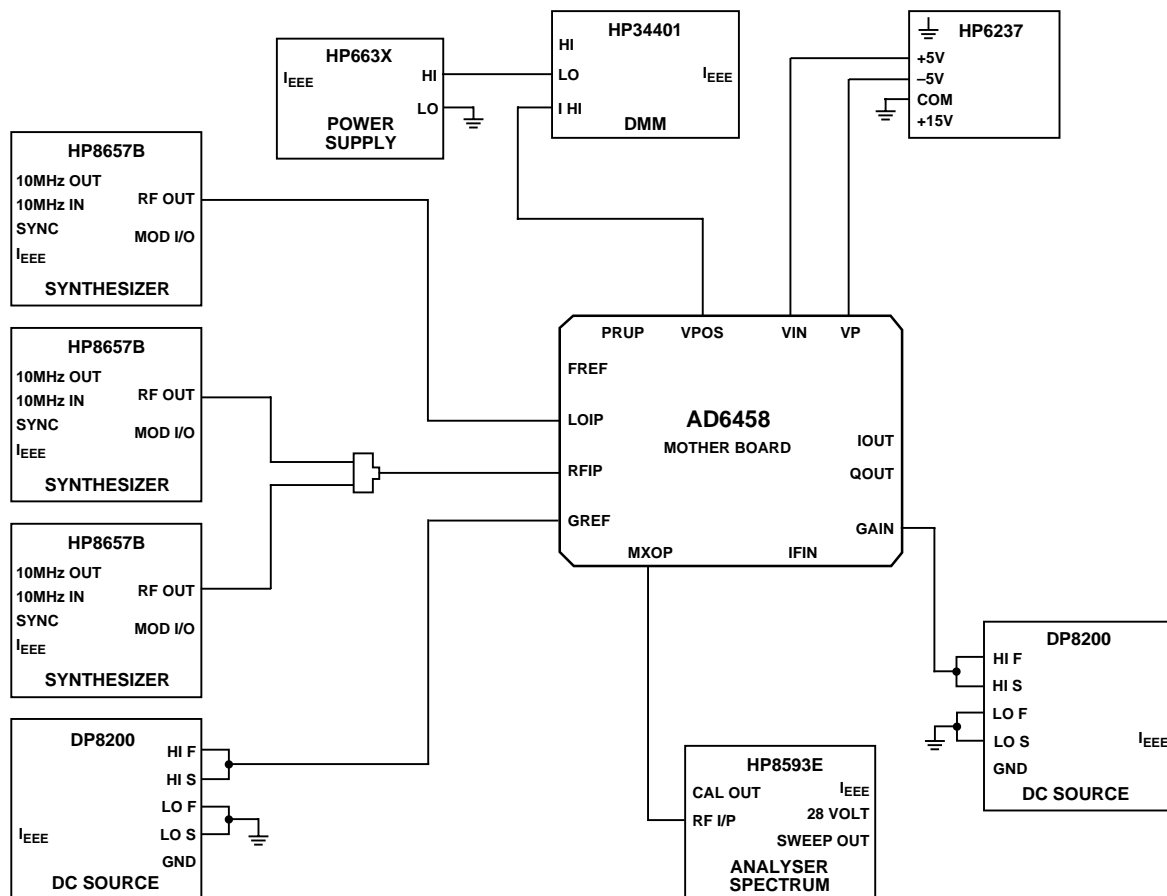 HP663X
IEEE
HI
LO
POWER
SUPPLY
HP34401
HI
LO
IEEE
I HI
DMM
HP6237
+5V
–5V
COM
+15V
HP8657B
10MHz OUT
10MHz IN
RF OUT
SYNC
MOD I/O
IEEE
SYNTHESIZER
HP8657B
10MHz OUT
10MHz IN
RF OUT
SYNC
MOD I/O
IEEE
SYNTHESIZER
HP8657B
10MHz OUT
10MHz IN
RF OUT
SYNC
MOD I/O
IEEE
SYNTHESIZER
DP8200
HI F
HI S
LO F
IEEE
LO S
GND
DC SOURCE
PRUP
VPOS
VIN
VP
FREF
LOIP
RFIP
GREF
AD6458
MOTHER BOARD
IOUT
QOUT
GAIN
MXOP
IFIN
HP8593E
CAL OUT
IEEE
RF I/P
28 VOLT
SWEEP OUT
ANALYSER
SPECTRUM
DP8200
HI F
HI S
LO F
LO S
IEEE
GND
DC SOURCE